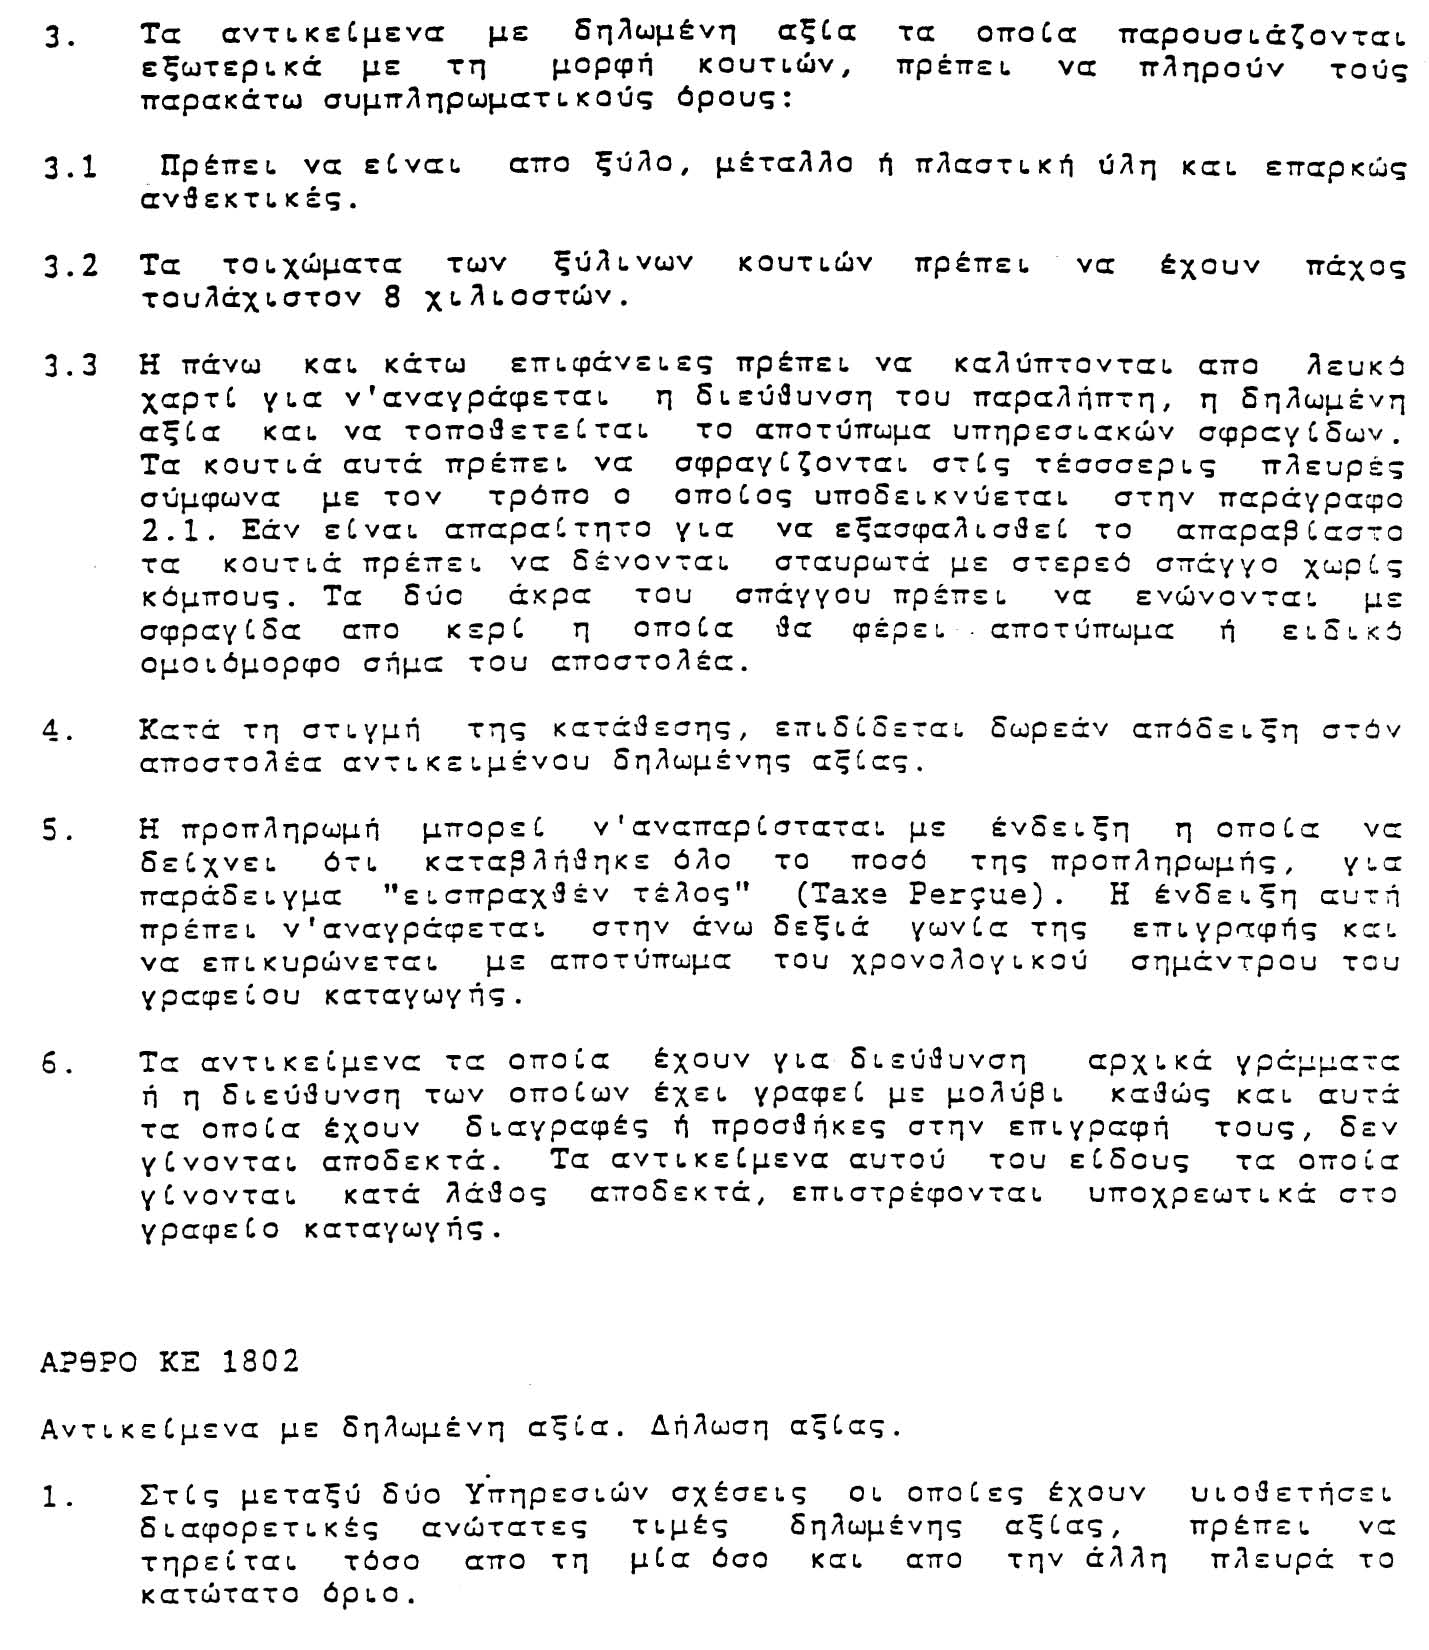 3. Τα αντικείμενα με δηλωμένη αξία τα οποία παρουσιάζονται
εξωτερικά με τη μορφή κουτιών, πρέπει να πληρούν τούς
παρακάτω συμπληρωματικούς όρους:
3.1 Πρέπει να είναι απο ξύλο, μέταλλο ή πλαστική ύλη και επαρκώς
ανθεκτικές.
3.2 Τα τοιχώματα των ξύλινων κουτιών πρέπει να έχουν πάχος
τουλάχιστον 8 χιλιοστών.
3.3 Η πάνω και κάτω επιφάνειες πρέπει να καλύπτονται απο λευκό
χαρτί για ν'αναγράφεται η διεύθυνση του παραλήπτη, η δηλωμένη
αξία και να τοποθετείται το αποτύπωμα υπηρεσιακών σφραγίδων.
Τα κουτιά αυτά πρέπει να σφραγίζονται στίς τέσσσερις πλευρές
σύμφωνα με τον τρόπο ο οποίος υποδεικνύεται στην παράγραφο
2.1. Εάν είναι απαραίτητο για να εξασφαλισθεί το απαραβίαστο
τα κουτιά πρέπει να δένονται σταυρωτά με στερεό σπάγγο χωρίς
κόμπους. Τα δύο άκρα του σπάγγου πρέπει να ενώνονται με
σφραγίδα απο κερί η οποία θα φέρει αποτύπωμα ή ειδικό
ομοιόμορφο σήμα του αποστολέα.
4. Κατά τη στιγμή της κατάθεσης, επιδίδεται δωρεάν απόδειξη στόν
αποστολέα αντικειμένου δηλωμένης αξίας.
5. Η προπληρωμή μπορεί ν'αναπαρίσταται με ένδειξη η οποία να
δείχνει ότι καταβλήθηκε όλο το ποσό της προπληρωμής, για
παράδειγμα "εισπραχθέν τέλος" (Taxe Perçue). Η ένδειξη αυτή
πρέπει ν'αναγράφεται στην άνω δεξιά γωνία της επιγραφής και
να επικυρώνεται με αποτύπωμα του χρονολογικού σημάντρου του
γραφείου καταγωγής.
6. Τα αντικείμενα τα οποία έχουν για διεύθυνση αρχικά γράμματα
ή η διεύθυνση των οποίων έχει γραφεί με μολύβι καθώς και αυτά
τα οποία έχουν διαγραφές ή προσθήκες στην επιγραφή τους, δεν
γίνονται αποδεκτά. Τα αντικείμενα αυτού του είδους τα οποία
γίνονται κατά λάθος αποδεκτά, επιστρέφονται υποχρεωτικά στο
γραφείο καταγωγής.
ΑΡΘΡΟ ΚΕ 1802
Αντικείμενα με δηλωμένη αξία. Δήλωση αξίας.
1. Στίς μεταξύ δύο Υπηρεσιών σχέσεις οι οποίες έχουν υιοθετήσει
διαφορετικές ανώτατες τιμές δηλωμένης αξίας, πρέπει να
τηρείται τόσο απο τη μία όσο και απο την άλλη πλευρά το
κατώτατο όριο.